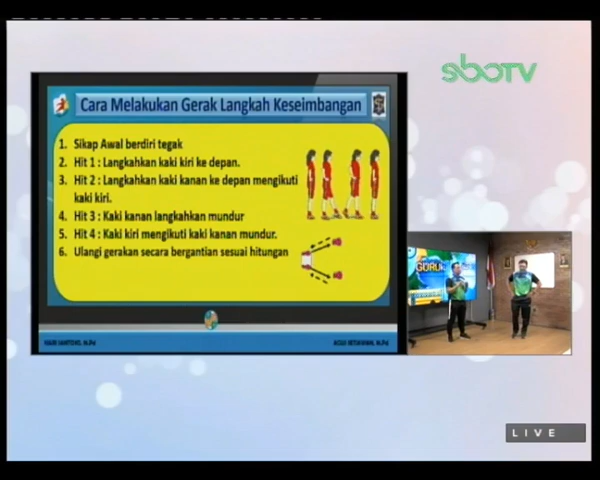 sboTV
Cara Melakukan Gerak Langkah Keseimbangan
1. Sikap Awal berdiri tegak
2. Hit 1 : Langkahkan kaki kiri ke depan.
3. Hit 2 : Langkahkan kaki kanan ke depan mengikuti
kaki kiri.
4. Hit 3 : Kaki kanan langkahkan mundur
5. Hit 4 : Kaki kiri mengikuti kaki kanan mundur.
6. Ulangi gerakan secara bergantian sesuai hitungan
GURUKU
LIVE